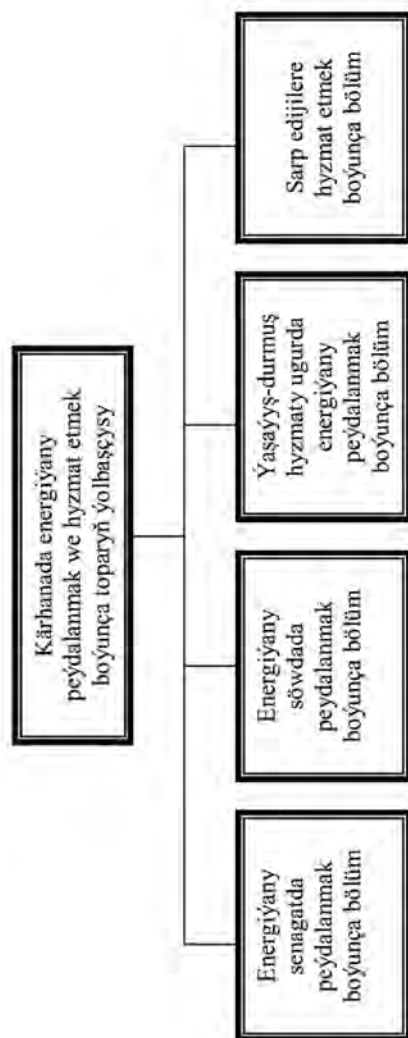 Kärhanada energiýany
peýdalanmak we hyzmat etmek
boýunça toparyň ýolbaşçysy
Energiýany
senagatda
peýdalanmak
boýunça bölüm
Energiýany
söwdada
peýdalanmak
boýunça bölüm
Ýaşaýyş-durmuş
hyzmaty ugurda
energiýany
peýdalanmak
boýunça bölüm
Sarp edijilere
hyzmat etmek
boýunça bölüm